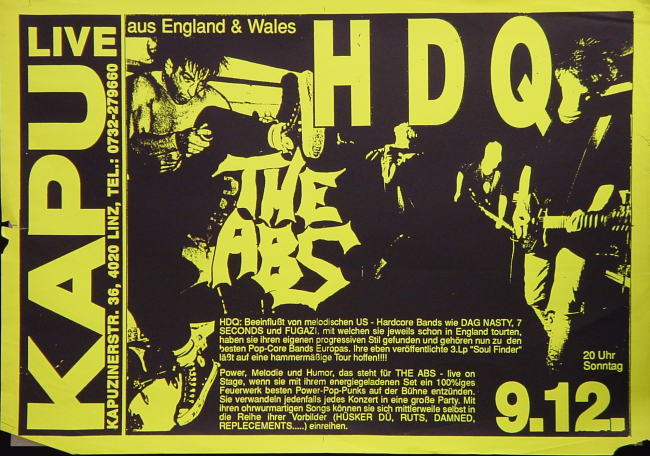 KAPU
LIVE
KAPUZINERSTR. 36, 4020 LINZ, TEL.: 0732-279660
aus England & Wales
HDQ
THE
ABS
HDQ: Beeinflußt von melodischen US - Hardcore Bands wie DAG NASTY, 7
SECONDS und FUGAZI, mit welchen sie jeweils schon in England tourten,
haben sie ihren eigenen progressiven Stil gefunden und gehören nun zu den
besten Pop-Core Bands Europas. Ihre eben veröffentlichte 3.Lp "Soul Finder"
läßt auf eine hammermäßige Tour hoffen!!!!
Power, Melodie und Humor, das steht für THE ABS - live on
Stage, wenn sie mit ihrem energiegeladenen Set ein 100%iges
Feuerwerk besten Power-Pop-Punks auf der Bühne entzünden.
Sie verwandeln jedenfalls jedes Konzert in eine große Party. Mit
ihren ohrwurmartigen Songs können sie sich mittlerweile selbst in
die Reihe ihrer Vorbilder (HÜSKER DÜ, RUTS, DAMNED,
REPLECEMENTS.....) einreihen.
20 Uhr
Sonntag
9.12.